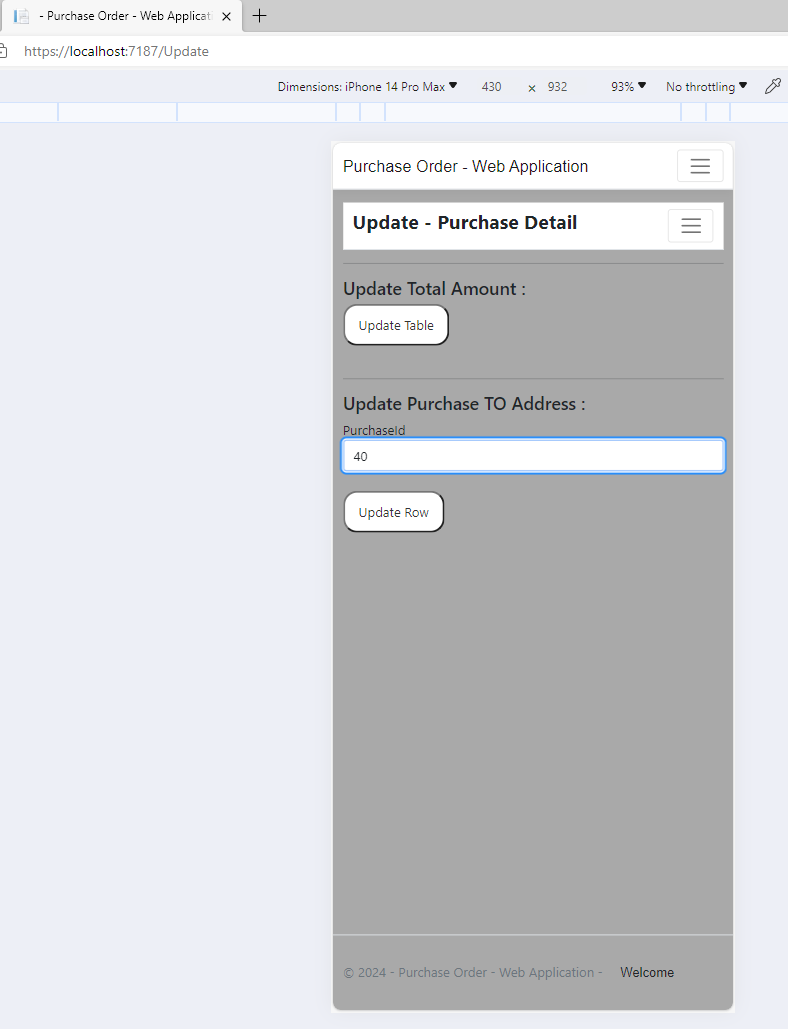 - Purchase Order - Web Applicati
https://localhost:7187/Update
Dimensions: iPhone 14 Pro Max 430 × 932 93% No throttling
Purchase Order - Web Application
Update - Purchase Detail
Update Total Amount :
Update Table
Update Purchase TO Address :
PurchaseId
40
Update Row
© 2024 - Purchase Order - Web Application - Welcome